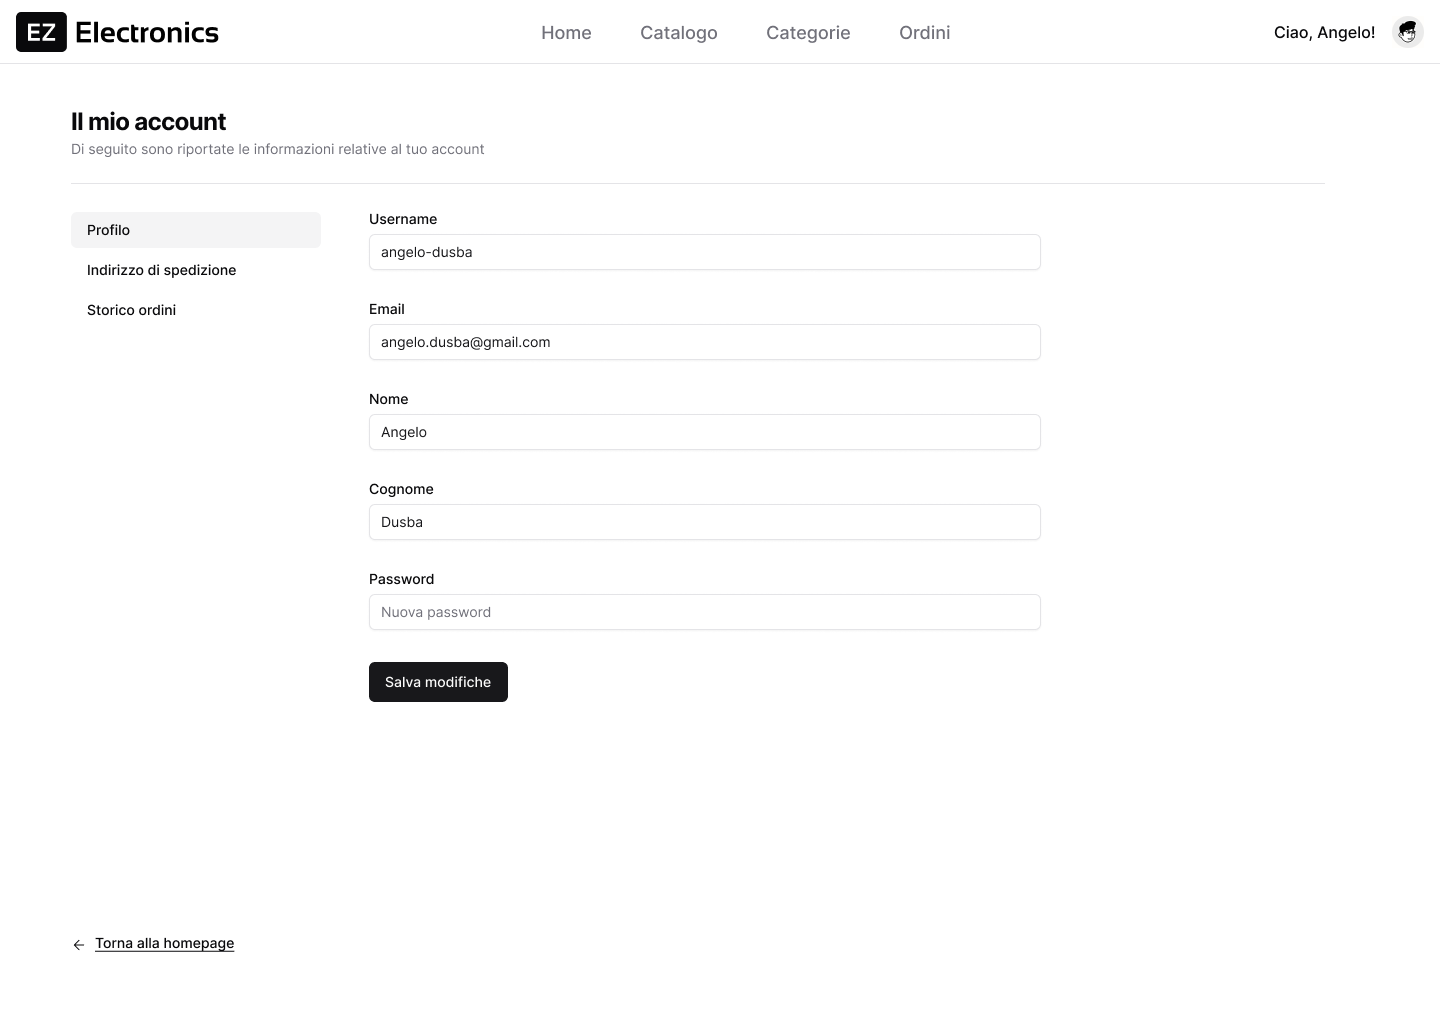 EZ Electronics
Home Catalogo Categorie Ordini
Ciao, Angelo!
Il mio account
Di seguito sono riportate le informazioni relative al tuo account
Profilo
Indirizzo di spedizione
Storico ordini
Username
angelo-dusba
Email
angelo.dusba@gmail.com
Nome
Angelo
Cognome
Dusba
Password
Nuova password
Salva modifiche
Torna alla homepage